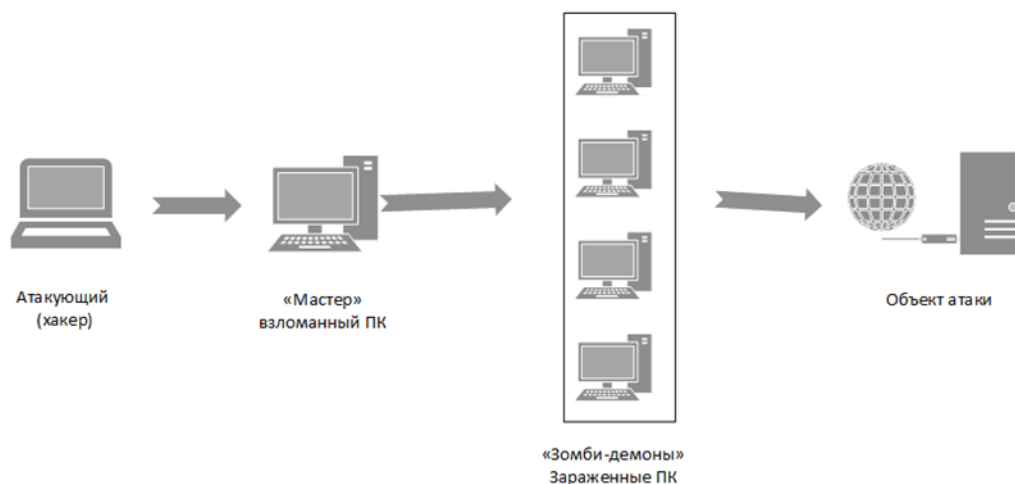 Атакующий
(хакер)
«Мастер»
взломанный ПК
«Зомби-демоны»
Зараженные ПК
Объект атаки